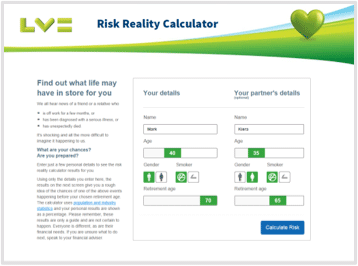 LV=
Risk Reality Calculator
Find out what life may
have in store for you
We all hear news of a friend or a relative who
is off work for a few months, or
has been diagnosed with a serious illness, or
has unexpectedly died
It's shocking and all the more difficult to
imagine it happening to us.
What are your chances?
Are you prepared?
Enter just a few personal details to see the risk
reality calculator results for you.
Using only the details you enter here, the
results on the next screen give you a rough
idea of the chances of one of the above events
happening before your chosen retirement age.
The calculator uses population and industry
statistics and your personal results are shown
as a percentage. Please remember, these
results are only a guide and are not certain to
happen. Everyone is different, as are their
financial needs. If you are unsure what to do
next, speak to your financial adviser.
Your details
Name
Mark
Age
40
Gender
Smoker
Retirement age
70
Your partner's details
(optional)
Name
Age
35
Gender
Smoker
Retirement age
65
Calculate Risk